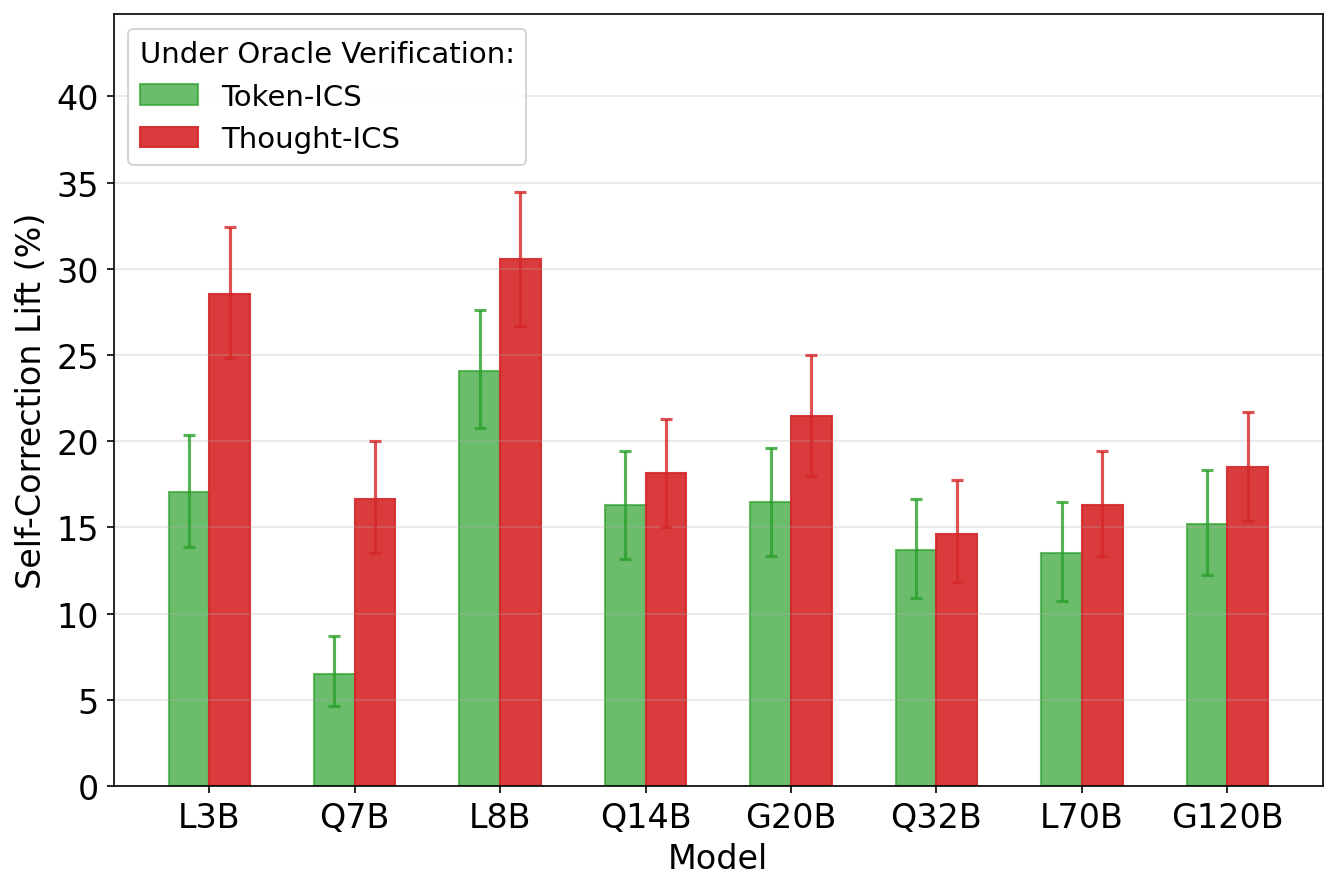 Under Oracle Verification:
Token-ICS
Thought-ICS
Self-Correction Lift (%)
40
35
30
25
20
15
10
5
0
L3B Q7B L8B Q14B G20B Q32B L70B G120B
Model